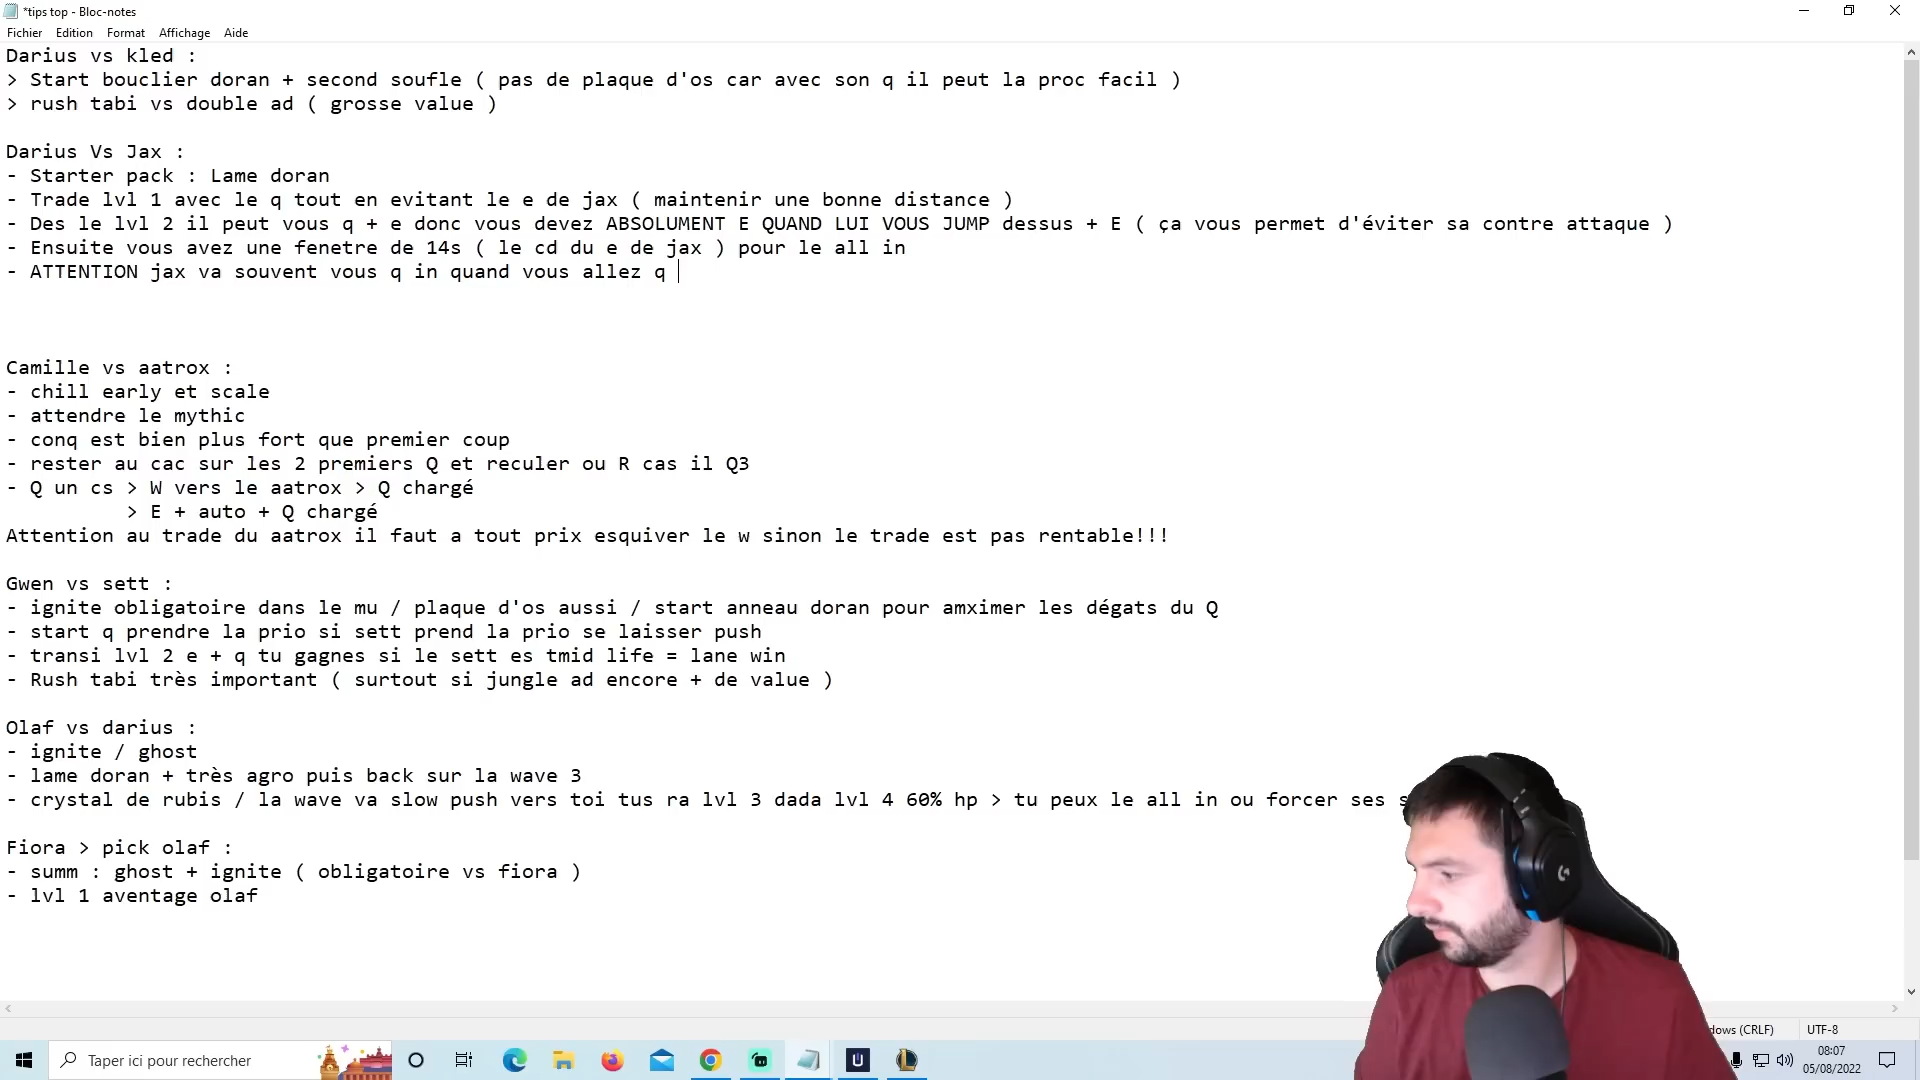 *tips top - Bloc-notes
Fichier Edition Format Affichage Aide
Darius vs kled :
> Start bouclier doran + second soufle ( pas de plaque d'os car avec son q il peut la proc facil )
> rush tabi vs double ad ( grosse value )
Darius Vs Jax :
- Starter pack : Lame doran
- Trade lvl 1 avec le q tout en evitant le e de jax ( maintenir une bonne distance )
- Des le lvl 2 il peut vous q + e donc vous devez ABSOLUMENT E QUAND LUI VOUS JUMP dessus + E ( ça vous permet d'éviter sa contre attaque )
- Ensuite vous avez une fenetre de 14s ( le cd du e de jax ) pour le all in
- ATTENTION jax va souvent vous q in quand vous allez q
Camille vs aatrox :
- chill early et scale
- attendre le mythic
- conq est bien plus fort que premier coup
- rester au cac sur les 2 premiers Q et reculer ou R cas il Q3
- Q un cs > W vers le aatrox > Q chargé
> E + auto + Q chargé
Attention au trade du aatrox il faut a tout prix esquiver le w sinon le trade est pas rentable!!!
Gwen vs sett :
- ignite obligatoire dans le mu / plaque d'os aussi / start anneau doran pour amximer les dégats du Q
- start q prendre la prio si sett prend la prio se laisser push
- transi lvl 2 e + q tu gagnes si le sett es tmid life = lane win
- Rush tabi très important ( surtout si jungle ad encore + de value )
Olaf vs darius :
- ignite / ghost
- lame doran + très agro puis back sur la wave 3
- crystal de rubis / la wave va slow push vers toi tus ra lvl 3 dada lvl 4 60% hp > tu peux le all in ou forcer ses
Fiora > pick olaf :
- summ : ghost + ignite ( obligatoire vs fiora )
- lvl 1 aventage olaf
(CRLF) UTF-8
Taper ici pour rechercher
08:07
05/08/2022